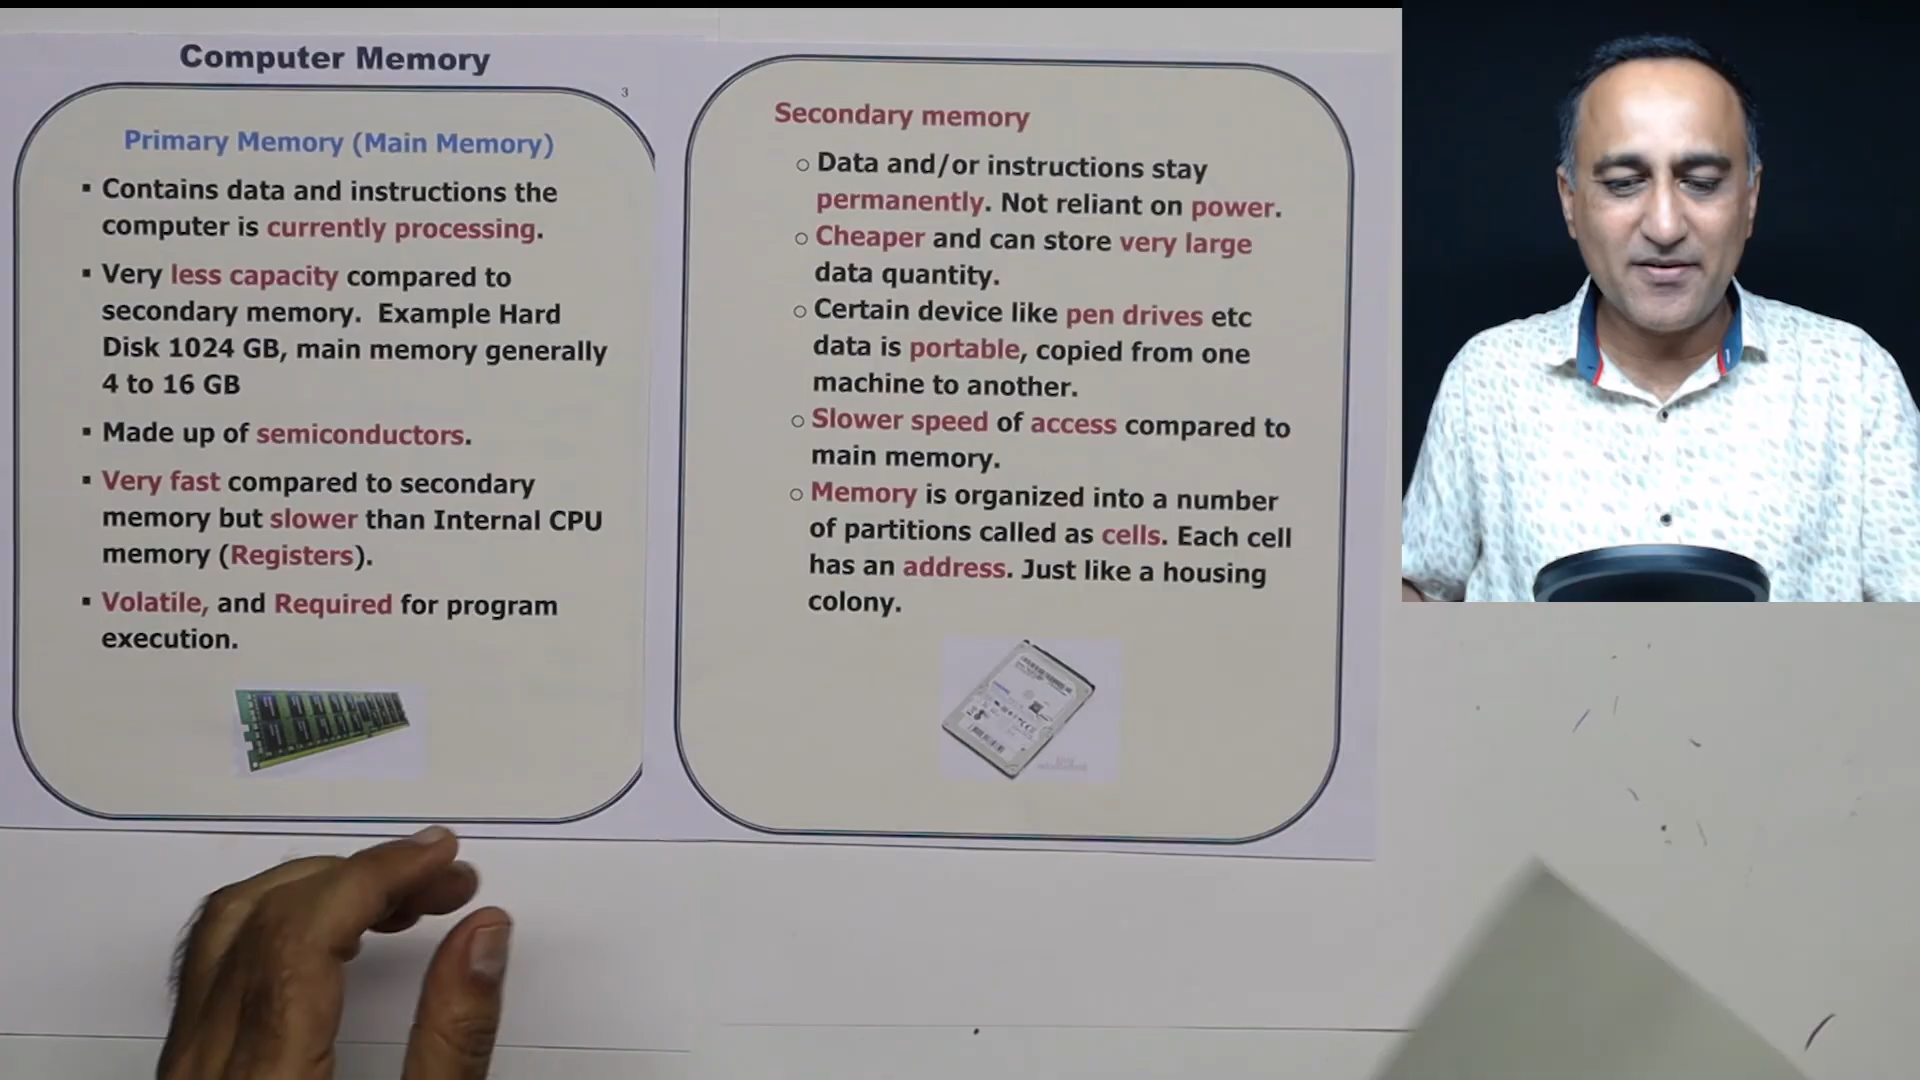 Computer Memory
3
Primary Memory (Main Memory)
▪ Contains data and instructions the
computer is currently processing.
▪ Very less capacity compared to
secondary memory. Example Hard
Disk 1024 GB, main memory generally
4 to 16 GB
▪ Made up of semiconductors.
▪ Very fast compared to secondary
memory but slower than Internal CPU
memory (Registers).
▪ Volatile, and Required for program
execution.
Secondary memory
○ Data and/or instructions stay
permanently. Not reliant on power.
○ Cheaper and can store very large
data quantity.
○ Certain device like pen drives etc
data is portable, copied from one
machine to another.
○ Slower speed of access compared to
main memory.
○ Memory is organized into a number
of partitions called as cells. Each cell
has an address. Just like a housing
colony.